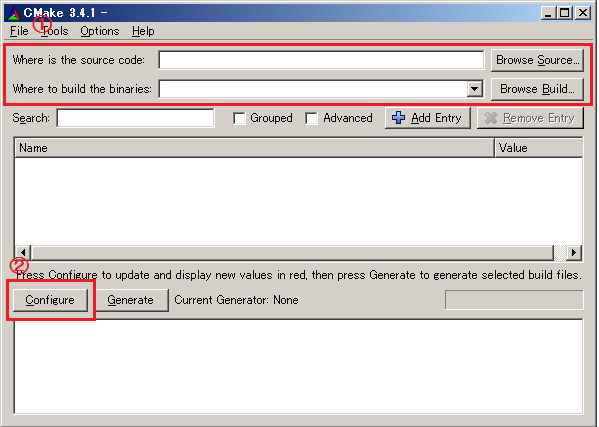 CMake 3.4.1 -
①
File Tools Options Help
Where is the source code: Browse Source...
Where to build the binaries: Browse Build...
Search: Grouped Advanced Add Entry Remove Entry
Name Value
②
Press Configure to update and display new values in red, then press Generate to generate selected build files.
Configure Generate Current Generator: None